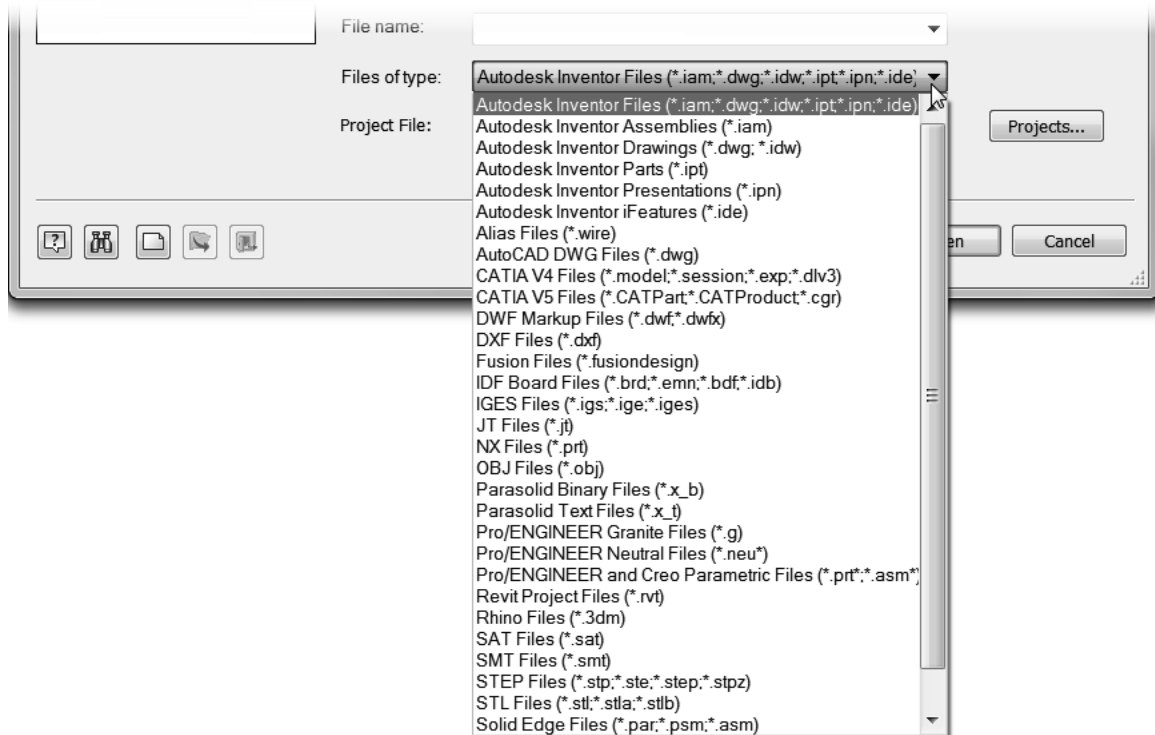 File name:
Files of type:
Autodesk Inventor Files (*.iam;*.dwg;*.idw;*.ipt;*.ipn;*.ide)
Autodesk Inventor Files (*.iam;*.dwg;*.idw;*.ipt;*.ipn;*.ide)
Project File:
Projects...
Autodesk Inventor Assemblies (*.iam)
Autodesk Inventor Drawings (*.dwg; *.idw)
Autodesk Inventor Parts (*.ipt)
Autodesk Inventor Presentations (*.ipn)
Autodesk Inventor iFeatures (*.ide)
Alias Files (*.wire)
en
Cancel
AutoCAD DWG Files (*.dwg)
CATIA V4 Files (*.model;*.session;*.exp;*.dlv3)
CATIA V5 Files (*.CATPart;*.CATProduct;*.cgr)
DWF Markup Files (*.dwf;*.dwfx)
DXF Files (*.dxf)
Fusion Files (*.fusiondesign)
IDF Board Files (*.brd;*.emn;*.bdf;*.idb)
IGES Files (*.igs;*.ige;*.iges)
JT Files (*.jt)
NX Files (*.prt)
OBJ Files (*.obj)
Parasolid Binary Files (*.x_b)
Parasolid Text Files (*.x_t)
Pro/ENGINEER Granite Files (*.g)
Pro/ENGINEER Neutral Files (*.neu*)
Pro/ENGINEER and Creo Parametric Files (*.prt*;*.asm*)
Revit Project Files (*.rvt)
Rhino Files (*.3dm)
SAT Files (*.sat)
SMT Files (*.smt)
STEP Files (*.stp;*.ste;*.step;*.stpz)
STL Files (*.stl;*.stla;*.stlb)
Solid Edge Files (*.par;*.psm;*.asm)